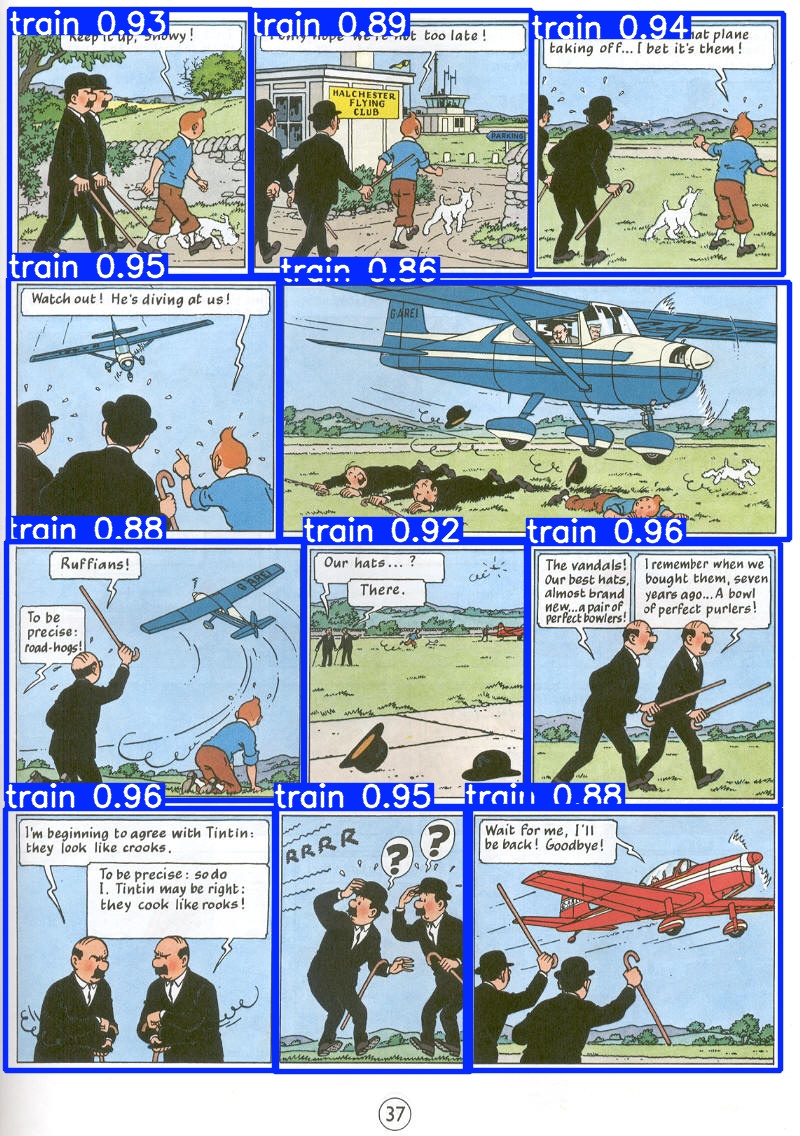 train 0.93
Keep it up, Snowy!
train 0.89
hope we're not too late!
HALCHESTER
FLYING
CLUB
PARKING
train 0.94
that plane
taking off... I bet it's them!
train 0.95
Watch out! He's diving at us!
train 0.86
G-AREI
train 0.88
Ruffians!
To be
precise:
road-hogs!
train 0.92
Our hats... ?
There.
train 0.96
The vandals!
Our best hats,
almost brand
new...a pair of
perfect bowlers!
I remember when we
bought them, seven
years ago... A bowl
of perfect purlers!
train 0.96
I'm beginning to agree with Tintin:
they look like crooks.
To be precise: so do
I. Tintin may be right:
they cook like rooks!
train 0.95
RRRR
?
?
train 0.88
Wait for me, I'll
be back! Goodbye!
37